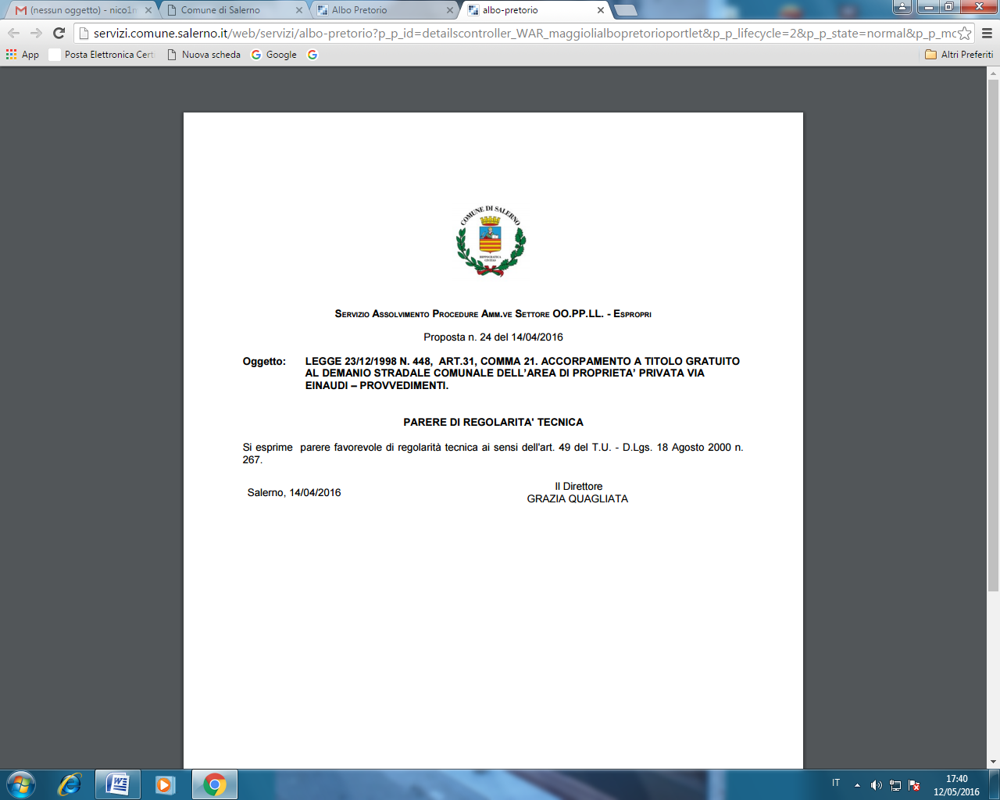 (nessun oggetto) - nico1n
Comune di Salerno
Albo Pretorio
albo-pretorio
servizi.comune.salerno.it/web/servizi/albo-pretorio?p_p_id=detailscontroller_WAR_maggiolialbopretorioportlet&p_p_lifecycle=2&p_p_state=normal&p_p_mc
App
Posta Elettronica Certi
Nuova scheda
Google
Altri Preferiti
COMUNE DI SALERNO
HIPPOCRATICA
CIVITAS
Servizio Assolvimento Procedure Amm.ve Settore OO.PP.LL. - Espropri
Proposta n. 24 del 14/04/2016
Oggetto: LEGGE 23/12/1998 N. 448, ART.31, COMMA 21. ACCORPAMENTO A TITOLO GRATUITO
AL DEMANIO STRADALE COMUNALE DELL'AREA DI PROPRIETA' PRIVATA VIA
EINAUDI – PROVVEDIMENTI.
PARERE DI REGOLARITA' TECNICA
Si esprime parere favorevole di regolarità tecnica ai sensi dell'art. 49 del T.U. - D.Lgs. 18 Agosto 2000 n.
267.
Salerno, 14/04/2016
Il Direttore
GRAZIA QUAGLIATA
IT
17:40
12/05/2016